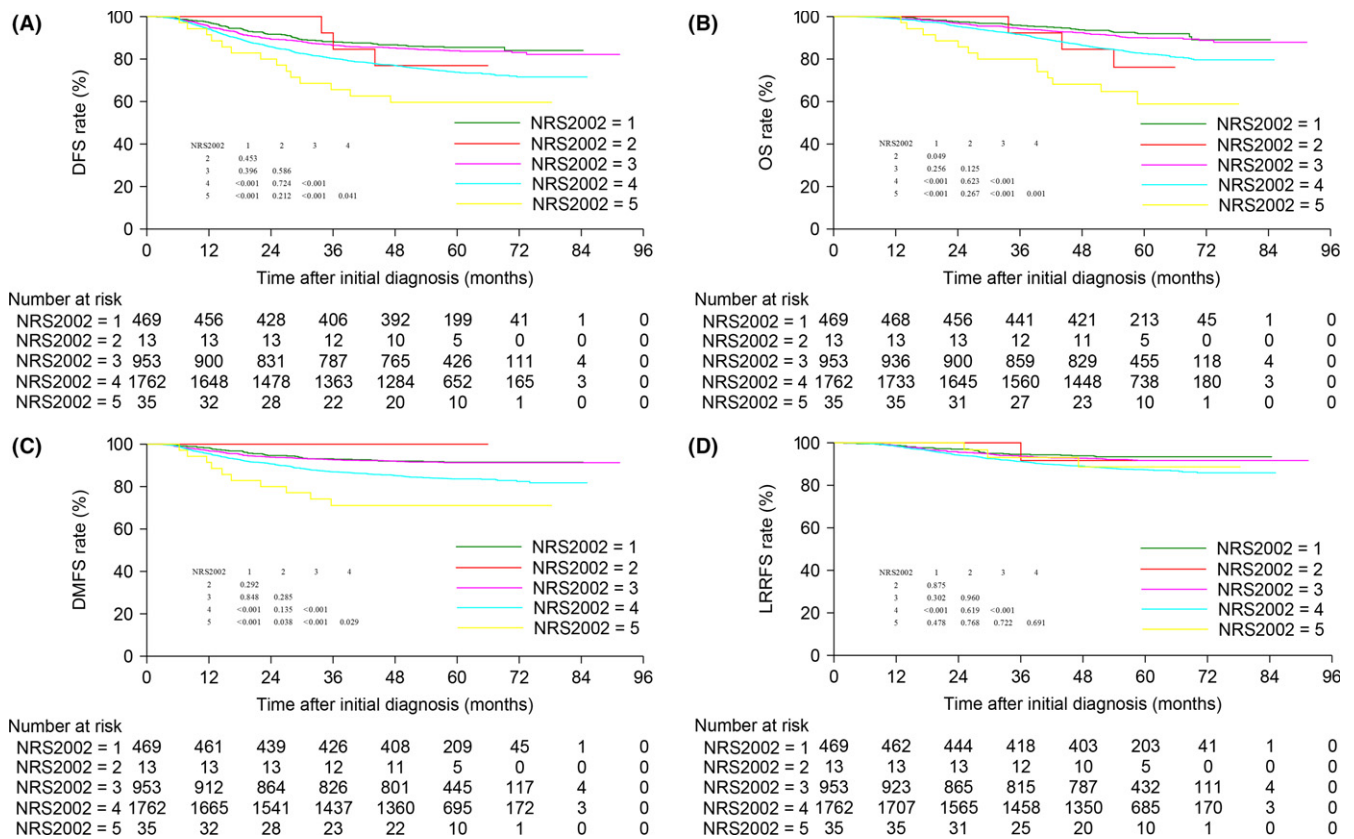 (A)
DFS rate (%)
100
80
60
40
20
0
NRS2002 1 2 3 4
2 0.453
3 0.396 0.586
4 <0.001 0.724 <0.001
5 <0.001 0.212 <0.001 0.041
NRS2002 = 1
NRS2002 = 2
NRS2002 = 3
NRS2002 = 4
NRS2002 = 5
0 12 24 36 48 60 72 84 96
Time after initial diagnosis (months)
Number at risk
NRS2002 = 1 469 456 428 406 392 199 41 1 0
NRS2002 = 2 13 13 13 12 10 5 0 0 0
NRS2002 = 3 953 900 831 787 765 426 111 4 0
NRS2002 = 4 1762 1648 1478 1363 1284 652 165 3 0
NRS2002 = 5 35 32 28 22 20 10 1 0 0
(B)
OS rate (%)
100
80
60
40
20
0
NRS2002 1 2 3 4
2 0.049
3 0.256 0.125
4 <0.001 0.623 <0.001
5 <0.001 0.267 <0.001 0.001
NRS2002 = 1
NRS2002 = 2
NRS2002 = 3
NRS2002 = 4
NRS2002 = 5
0 12 24 36 48 60 72 84 96
Time after initial diagnosis (months)
Number at risk
NRS2002 = 1 469 468 456 441 421 213 45 1 0
NRS2002 = 2 13 13 13 12 11 5 0 0 0
NRS2002 = 3 953 936 900 859 829 455 118 4 0
NRS2002 = 4 1762 1733 1645 1560 1448 738 180 3 0
NRS2002 = 5 35 35 31 27 23 10 1 0 0
(C)
DMFS rate (%)
100
80
60
40
20
0
NRS2002 1 2 3 4
2 0.292
3 0.848 0.285
4 <0.001 0.135 <0.001
5 <0.001 0.038 <0.001 0.029
NRS2002 = 1
NRS2002 = 2
NRS2002 = 3
NRS2002 = 4
NRS2002 = 5
0 12 24 36 48 60 72 84 96
Time after initial diagnosis (months)
Number at risk
NRS2002 = 1 469 461 439 426 408 209 45 1 0
NRS2002 = 2 13 13 13 12 11 5 0 0 0
NRS2002 = 3 953 912 864 826 801 445 117 4 0
NRS2002 = 4 1762 1665 1541 1437 1360 695 172 3 0
NRS2002 = 5 35 32 28 23 22 10 1 0 0
(D)
LRRFS rate (%)
100
80
60
40
20
0
NRS2002 1 2 3 4
2 0.875
3 0.302 0.960
4 <0.001 0.619 <0.001
5 0.478 0.768 0.722 0.691
NRS2002 = 1
NRS2002 = 2
NRS2002 = 3
NRS2002 = 4
NRS2002 = 5
0 12 24 36 48 60 72 84 96
Time after initial diagnosis (months)
Number at risk
NRS2002 = 1 469 462 444 418 403 203 41 1 0
NRS2002 = 2 13 13 13 12 10 5 0 0 0
NRS2002 = 3 953 923 865 815 787 432 111 4 0
NRS2002 = 4 1762 1707 1565 1458 1350 685 170 3 0
NRS2002 = 5 35 35 31 25 20 10 1 0 0